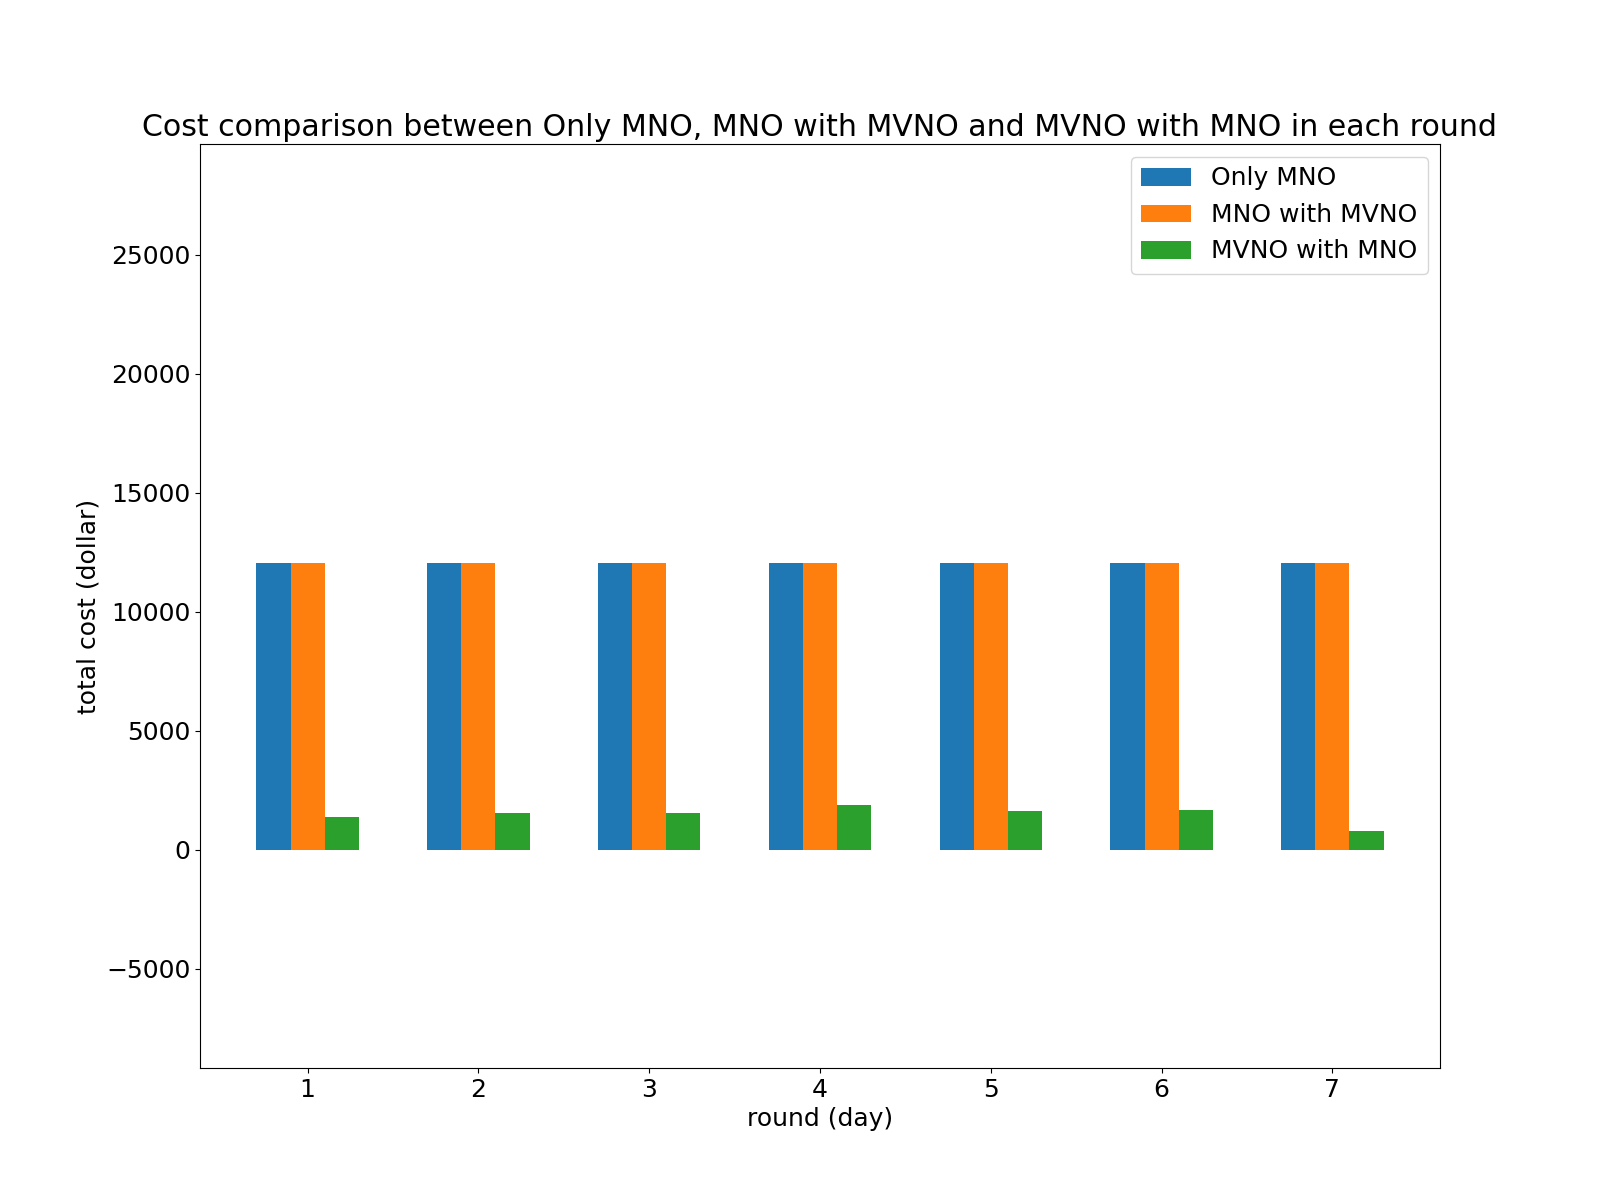 Cost comparison between Only MNO, MNO with MVNO and MVNO with MNO in each round
Only MNO
MNO with MVNO
MVNO with MNO
25000
20000
15000
10000
5000
0
−5000
total cost (dollar)
1 2 3 4 5 6 7
round (day)